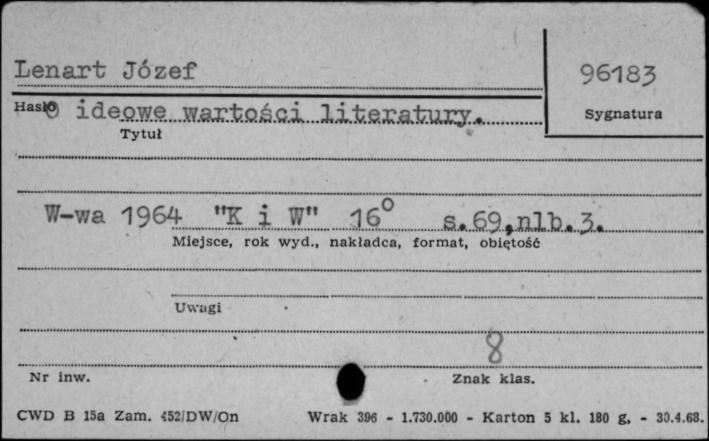 Lenart Józef
96183
Hasło
O ideowe wartości literatury.
Sygnatura
Tytuł
W-wa 1964 "K i W" 16° s.69,nlb.3.
Miejsce, rok wyd., nakładca, format, obiętość
Uwagi
8
Nr inw.
Znak klas.
CWD B 15a Zam. 452/DW/On Wrak 396 - 1.730.000 - Karton 5 kl. 180 g. - 30.4.63.